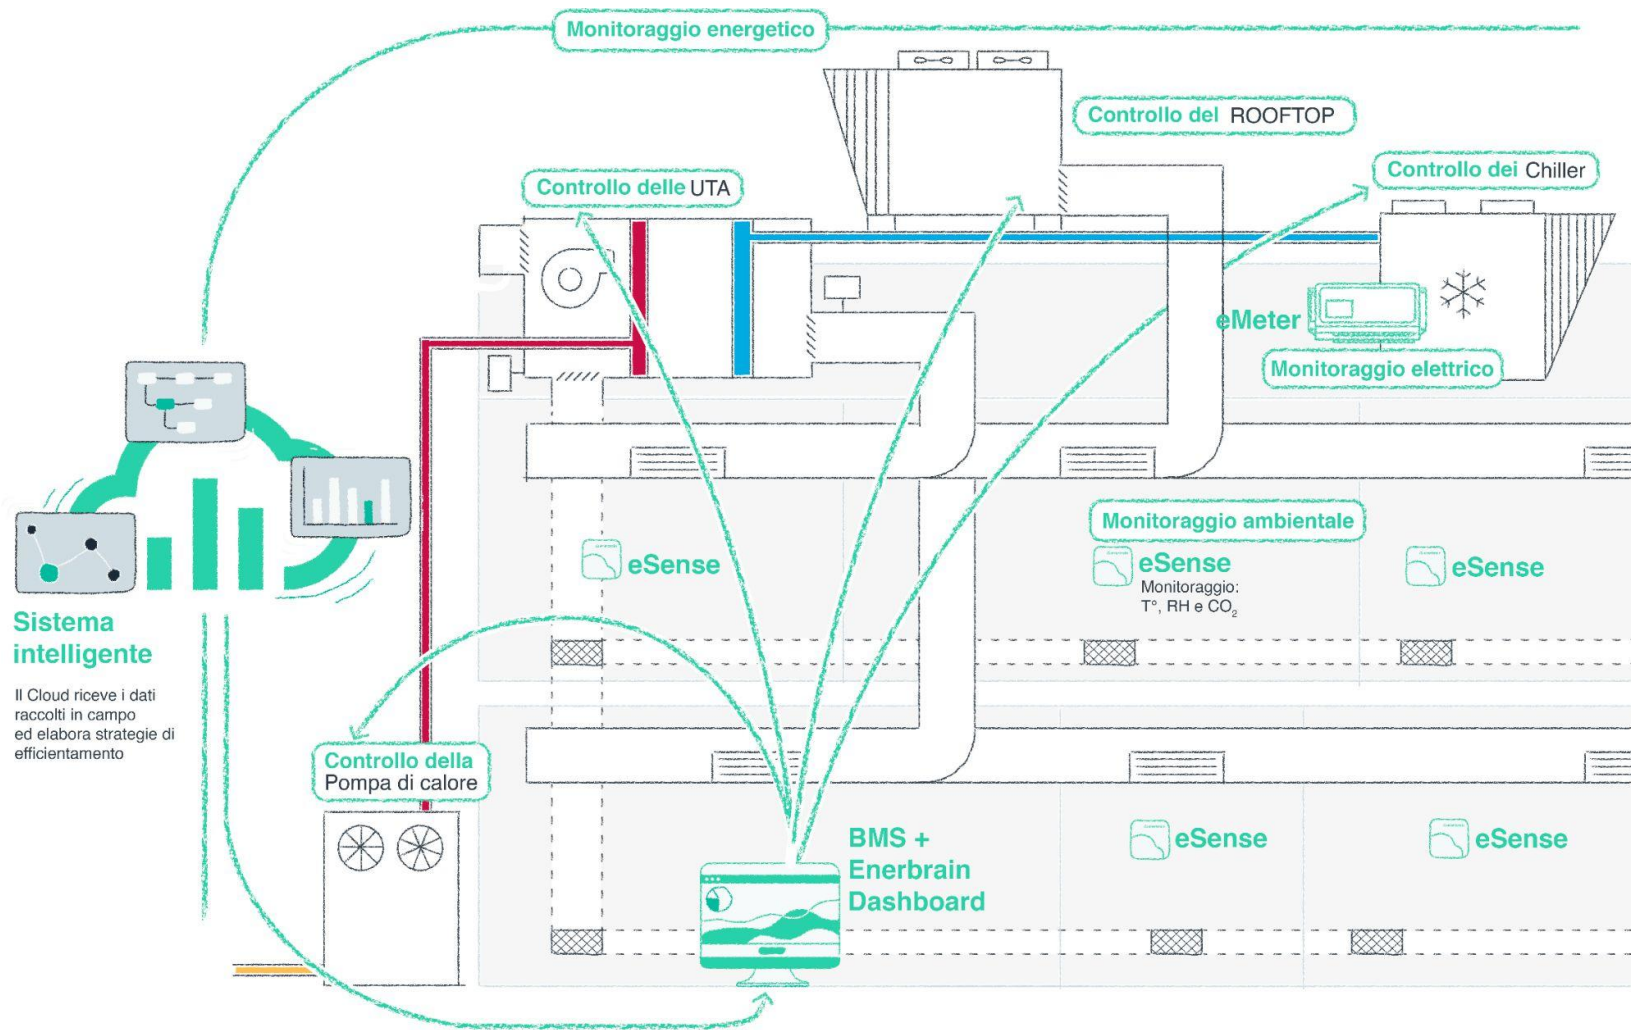 Monitoraggio energetico
Controllo del ROOFTOP
Controllo dei Chiller
Controllo delle UTA
eMeter
Monitoraggio elettrico
Monitoraggio ambientale
eSense
eSense
Monitoraggio:
T°, RH e CO₂
eSense
Sistema
intelligente
Il Cloud riceve i dati
raccolti in campo
ed elabora strategie di
efficientamento
Controllo della
Pompa di calore
BMS +
Enerbrain
Dashboard
eSense
eSense